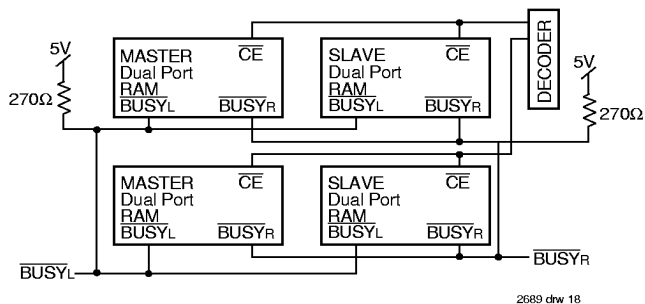 5V
270Ω
MASTER CE
Dual Port
RAM
BUSYL BUSYR
SLAVE CE
Dual Port
RAM
BUSYL BUSYR
DECODER
5V
270Ω
MASTER CE
Dual Port
RAM
BUSYL BUSYR
SLAVE CE
Dual Port
RAM
BUSYL BUSYR
BUSYL
BUSYR
2689 drw 18